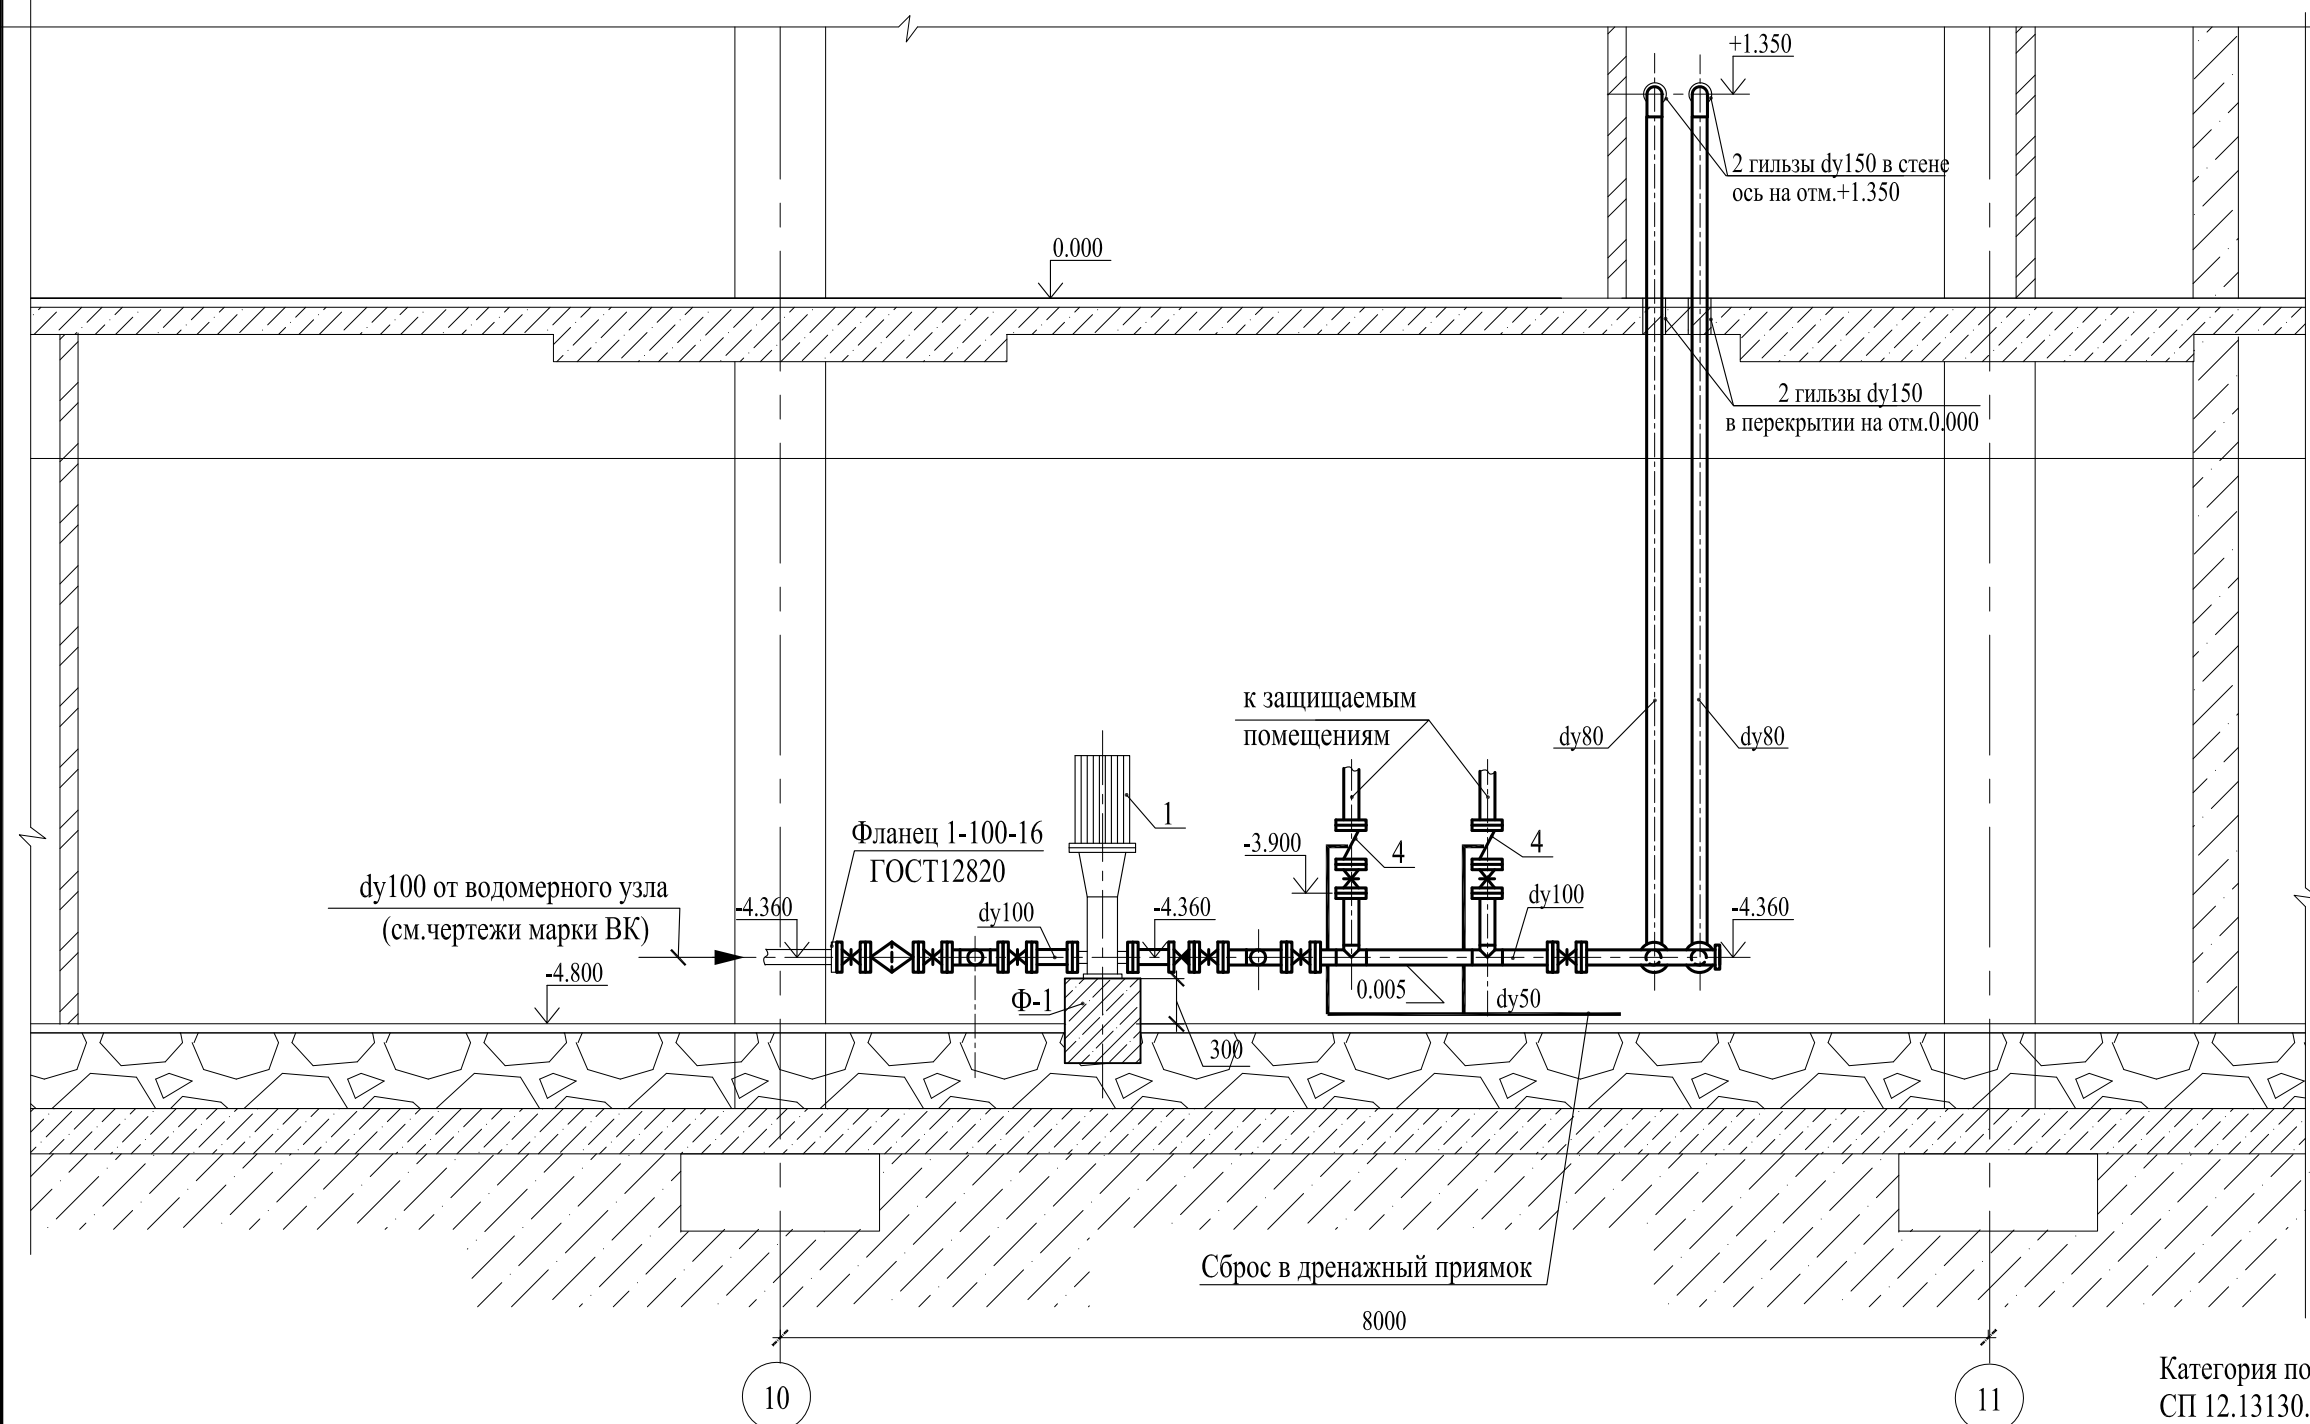 +1.350
2 гильзы dy150 в стене
ось на отм.+1.350
0.000
2 гильзы dy150
в перекрытии на отм.0.000
к защищаемым
помещениям
dy80
dy80
1
Фланец 1-100-16
ГОСТ12820
-3.900
4
4
dy100 от водомерного узла
(см.чертежи марки ВК)
-4.360
dy100
-4.360
dy100
-4.360
-4.800
Ф-1
0.005
dy50
300
Сброс в дренажный приямок
8000
10
11
Категория по
СП 12.13130.